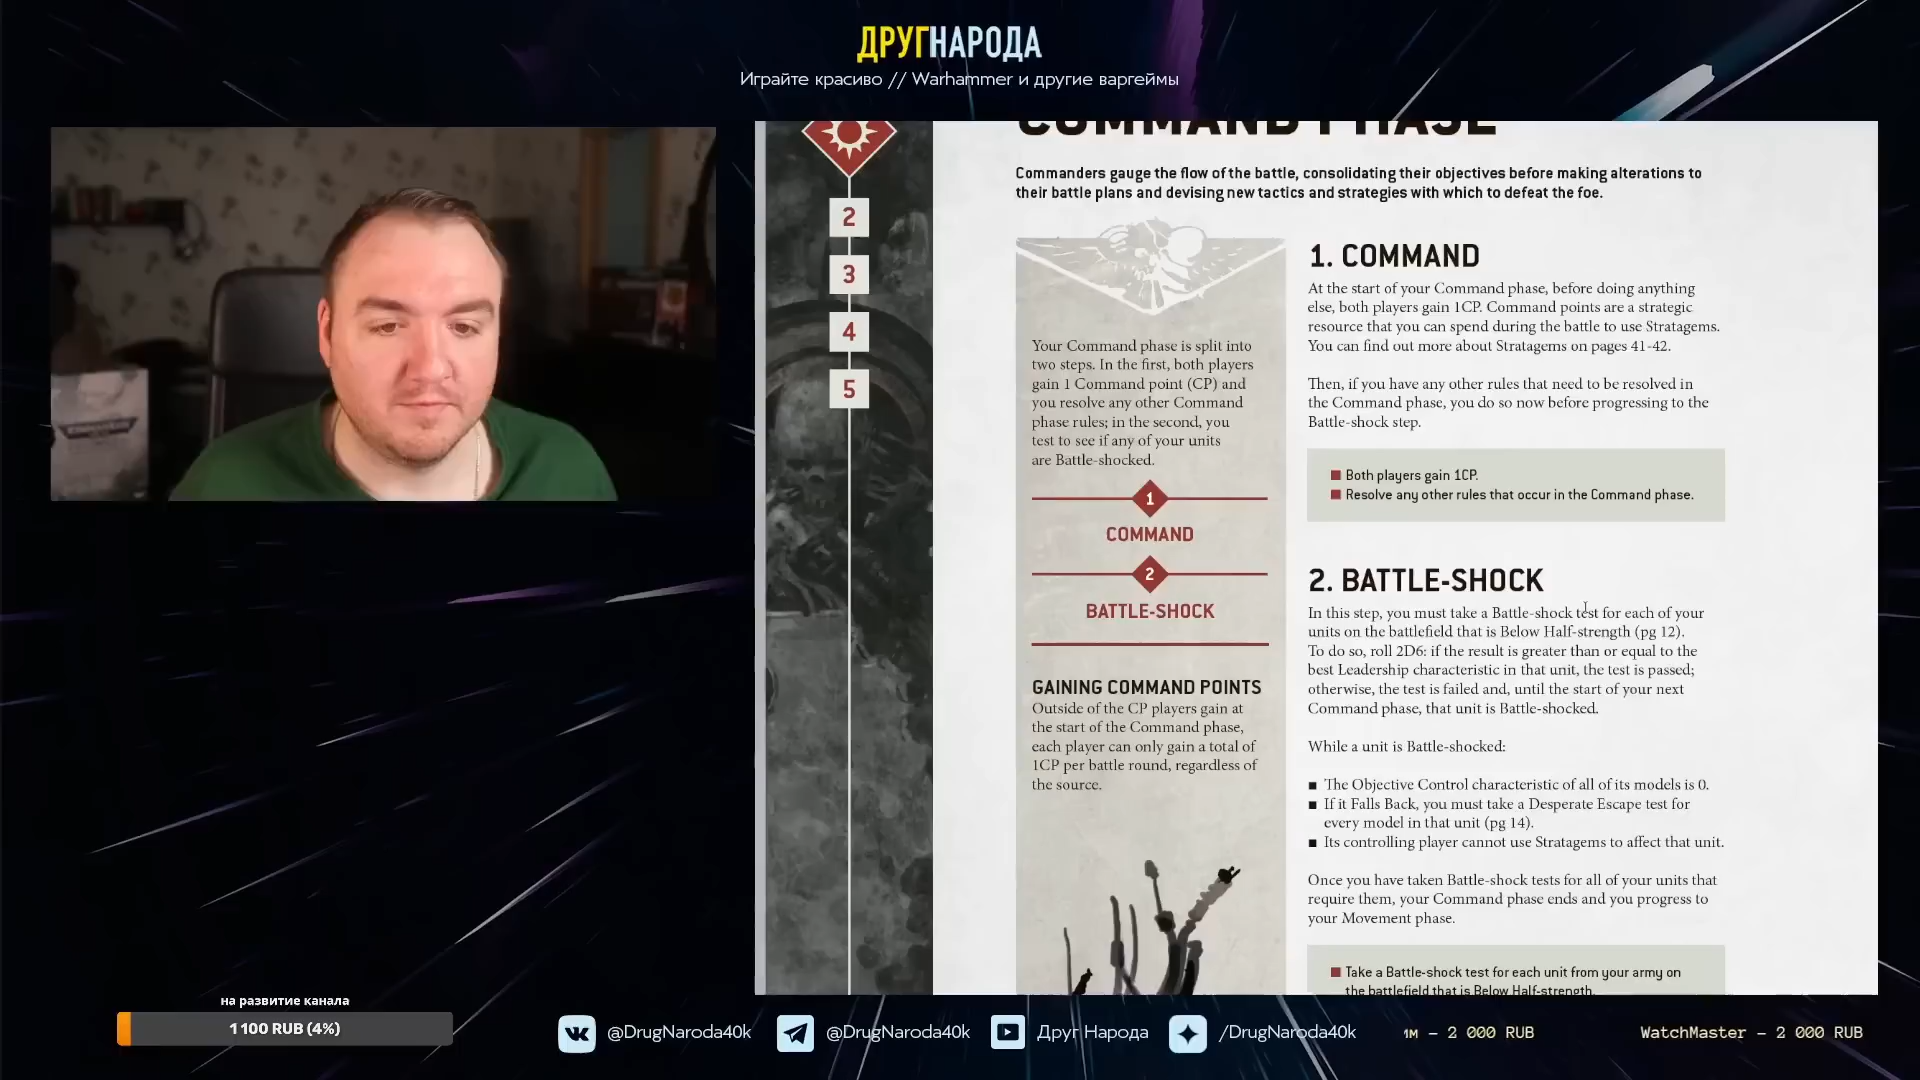 ДРУГНАРОДА
Играйте красиво // Warhammer и другие варгеймы
COMMAND PHASE
Commanders gauge the flow of the battle, consolidating their objectives before making alterations to
their battle plans and devising new tactics and strategies with which to defeat the foe.
2
3
4
5
Your Command phase is split into
two steps. In the first, both players
gain 1 Command point (CP) and
you resolve any other Command
phase rules; in the second, you
test to see if any of your units
are Battle-shocked.
1
COMMAND
2
BATTLE-SHOCK
GAINING COMMAND POINTS
Outside of the CP players gain at
the start of the Command phase,
each player can only gain a total of
1CP per battle round, regardless of
the source.
1. COMMAND
At the start of your Command phase, before doing anything
else, both players gain 1CP. Command points are a strategic
resource that you can spend during the battle to use Stratagems.
You can find out more about Stratagems on pages 41-42.
Then, if you have any other rules that need to be resolved in
the Command phase, you do so now before progressing to the
Battle-shock step.
■ Both players gain 1CP.
■ Resolve any other rules that occur in the Command phase.
2. BATTLE-SHOCK
In this step, you must take a Battle-shock test for each of your
units on the battlefield that is Below Half-strength (pg 12).
To do so, roll 2D6: if the result is greater than or equal to the
best Leadership characteristic in that unit, the test is passed;
otherwise, the test is failed and, until the start of your next
Command phase, that unit is Battle-shocked.
While a unit is Battle-shocked:
■ The Objective Control characteristic of all of its models is 0.
■ If it Falls Back, you must take a Desperate Escape test for
every model in that unit (pg 14).
■ Its controlling player cannot use Stratagems to affect that unit.
Once you have taken Battle-shock tests for all of your units that
require them, your Command phase ends and you progress to
your Movement phase.
■ Take a Battle-shock test for each unit from your army on
the battlefield that is Below Half-strength.
на развитие канала
1 100 RUB (4%)
@DrugNaroda40k
@DrugNaroda40k
Друг Народа
/DrugNaroda40k
1м - 2 000 RUB
WatchMaster - 2 000 RUB